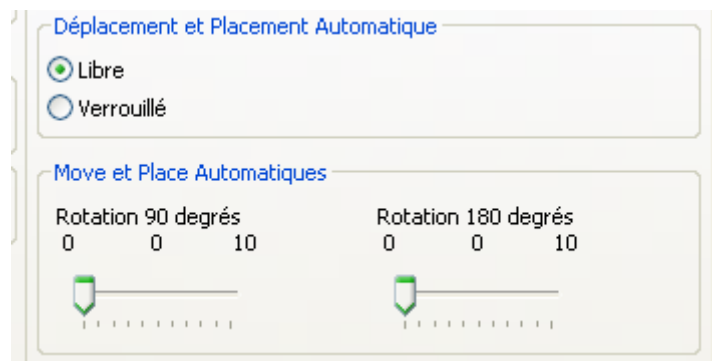 Déplacement et Placement Automatique
Libre
Verrouillé
Move et Place Automatiques
Rotation 90 degrés Rotation 180 degrés
0 0 10 0 0 10